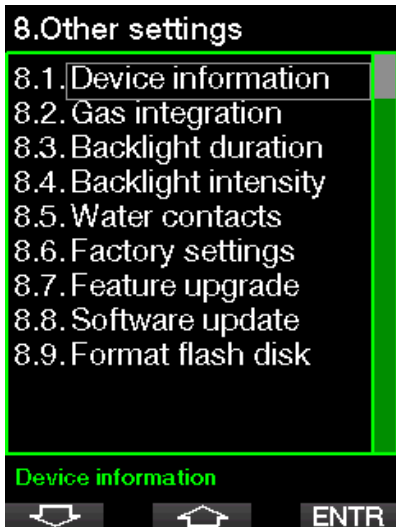 8.Other settings
8.1.Device information
8.2.Gas integration
8.3.Backlight duration
8.4.Backlight intensity
8.5.Water contacts
8.6.Factory settings
8.7.Feature upgrade
8.8.Software update
8.9.Format flash disk
Device information
ENTR